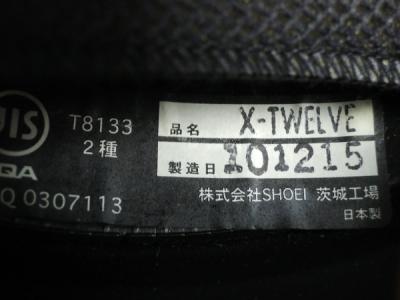 JIS
T8133
2種
QA
Q 0307113
品名 X-TWELVE
製造日 101215
株式会社SHOEI 茨城工場
日本製